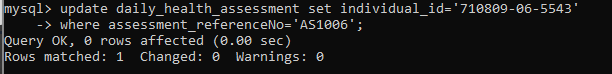 mysql> update daily_health_assessment set individual_id='710809-06-5543'
    -> where assessment_referenceNo='AS1006';
Query OK, 0 rows affected (0.00 sec)
Rows matched: 1  Changed: 0  Warnings: 0